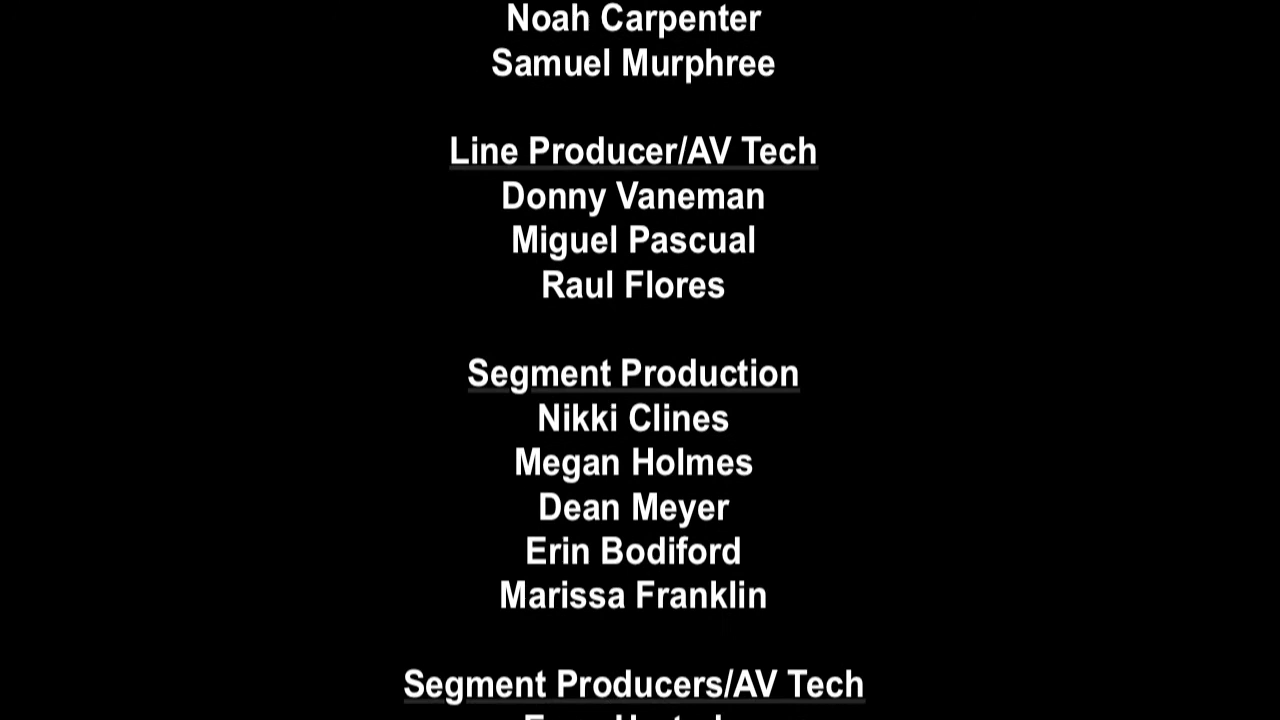 Noah Carpenter
Samuel Murphree
Line Producer/AV Tech
Donny Vaneman
Miguel Pascual
Raul Flores
Segment Production
Nikki Clines
Megan Holmes
Dean Meyer
Erin Bodiford
Marissa Franklin
Segment Producers/AV Tech